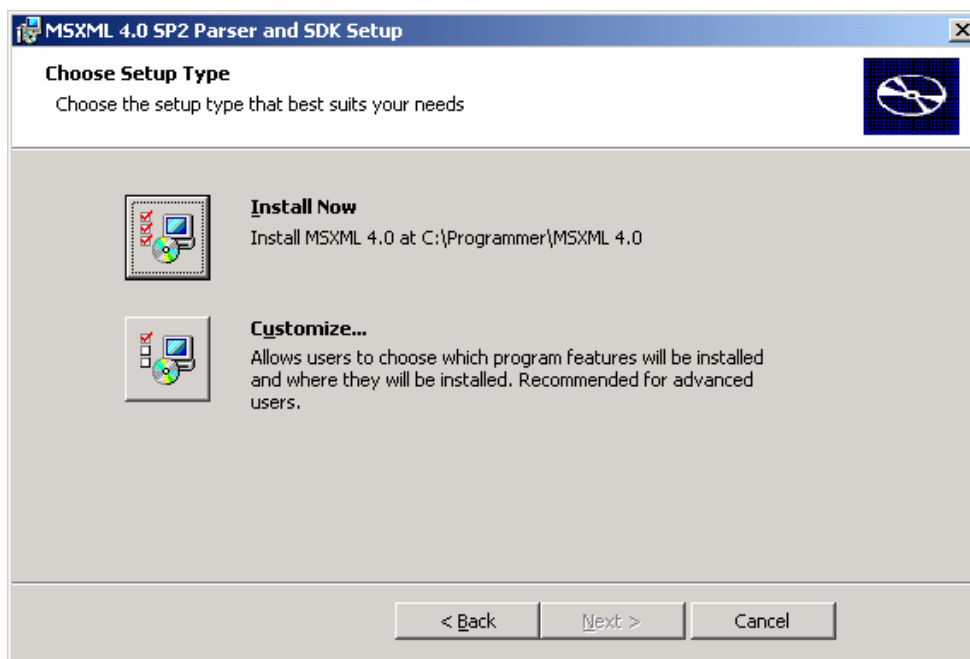 MSXML 4.0 SP2 Parser and SDK Setup
Choose Setup Type
Choose the setup type that best suits your needs
Install Now
Install MSXML 4.0 at C:\Programmer\MSXML 4.0
Customize...
Allows users to choose which program features will be installed
and where they will be installed. Recommended for advanced
users.
< Back
Next >
Cancel